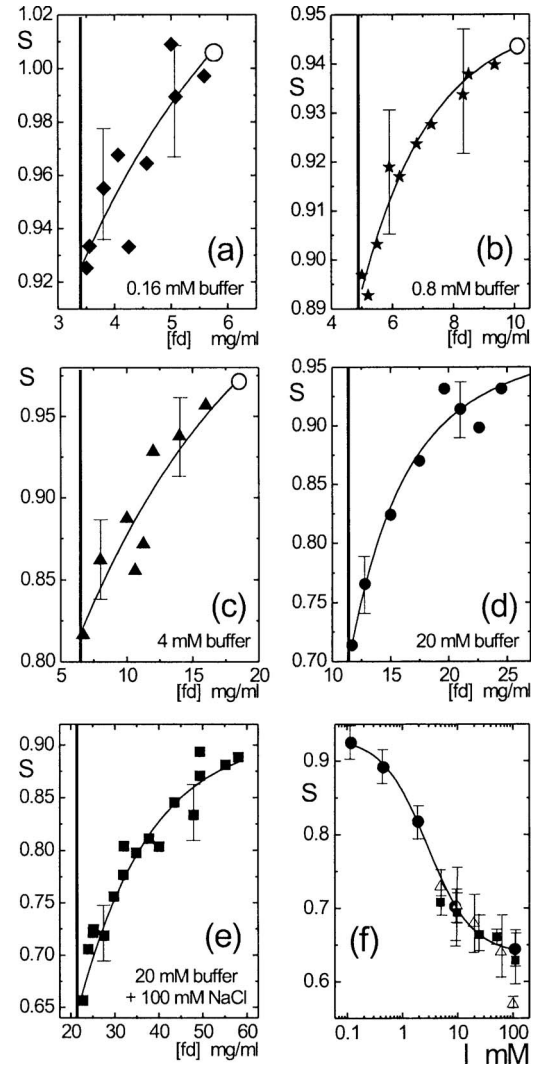 1.02
S
1.00
0.98
0.96
0.94
0.92
(a)
0.16 mM buffer
3 4 5 6
[fd] mg/ml
0.95
0.94
S
0.93
0.92
0.91
0.90
0.89
(b)
0.8 mM buffer
4 6 8 10
[fd] mg/ml
S
0.95
0.90
0.85
0.80
(c)
4 mM buffer
5 10 15 20
[fd] mg/ml
0.95
S
0.90
0.85
0.80
0.75
0.70
(d)
20 mM buffer
10 15 20 25
[fd] mg/ml
0.90
S
0.85
0.80
0.75
0.70
0.65
(e)
20 mM buffer
+ 100 mM NaCl
20 30 40 50 60
[fd] mg/ml
0.9
S
0.8
0.7
0.6
(f)
0.1 1 10 100
I mM